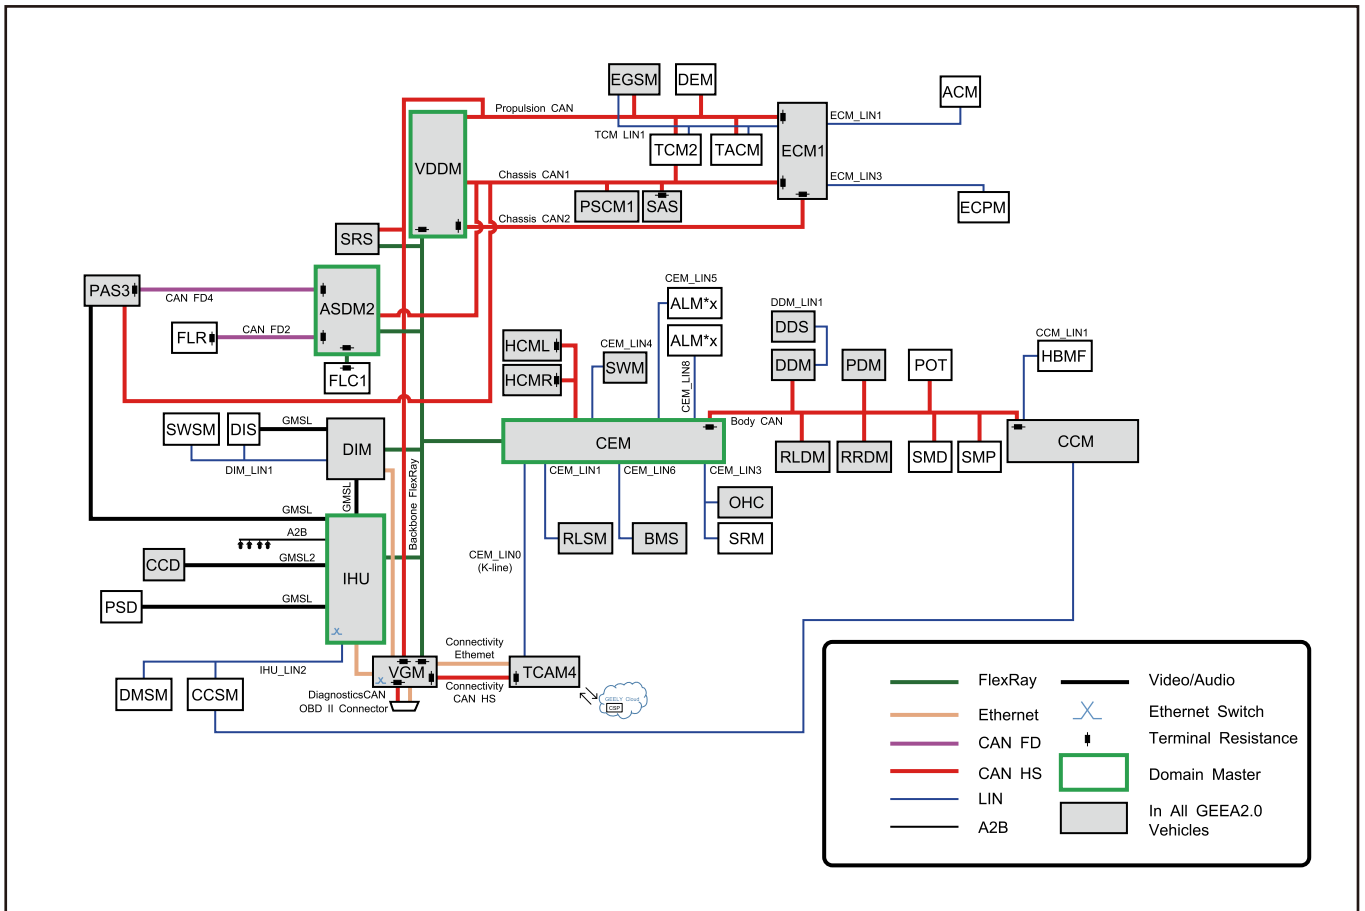 EGSM
DEM
ACM
Propulsion CAN
ECM_LIN1
TCM LIN1
TCM2
TACM
ECM1
VDDM
Chassis CAN1
ECM_LIN3
PSCM1
SAS
ECPM
Chassis CAN2
SRS
PAS3
CAN FD4
ASDM2
FLR
CAN FD2
FLC1
CEM_LIN5
ALM*x
DDM_LIN1
DDS
CCM_LIN1
HCML
CEM_LIN4
ALM*x
HBMF
HCMR
SWM
CEM_LIN8
DDM
PDM
POT
SWSM
DIS
GMSL
DIM
DIM_LIN1
CEM
Body CAN
CCM
RLDM
RRDM
SMD
SMP
CEM_LIN1
CEM_LIN6
CEM_LIN3
GMSL
Backbone FlexRay
GMSL
OHC
A2B
RLSM
BMS
SRM
CCD
GMSL2
IHU
CEM_LIN0
(K-line)
PSD
GMSL
Connectivity
Ethemet
IHU_LIN2
VGM
TCAM4
DMSM
CCSM
DiagnosticsCAN
OBD II Connector
Connectivity
CAN HS
GEELY Cloud
CSP
FlexRay
Video/Audio
Ethernet
Ethernet Switch
CAN FD
Terminal Resistance
CAN HS
Domain Master
LIN
In All GEEA2.0
Vehicles
A2B